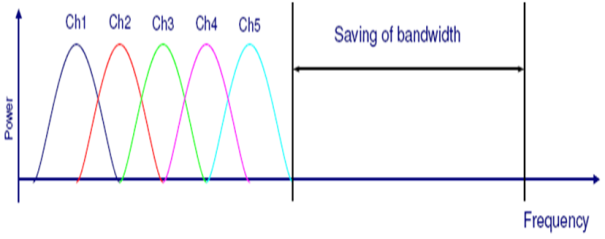 Ch1 Ch2 Ch3 Ch4 Ch5
Saving of bandwidth
Power
Frequency